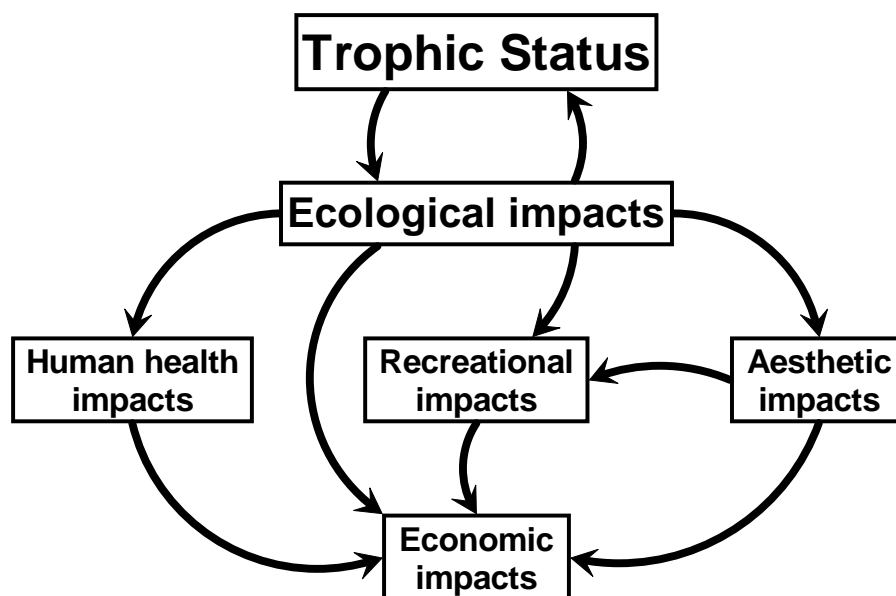 Trophic Status
Ecological impacts
Human health
impacts
Recreational
impacts
Aesthetic
impacts
Economic
impacts